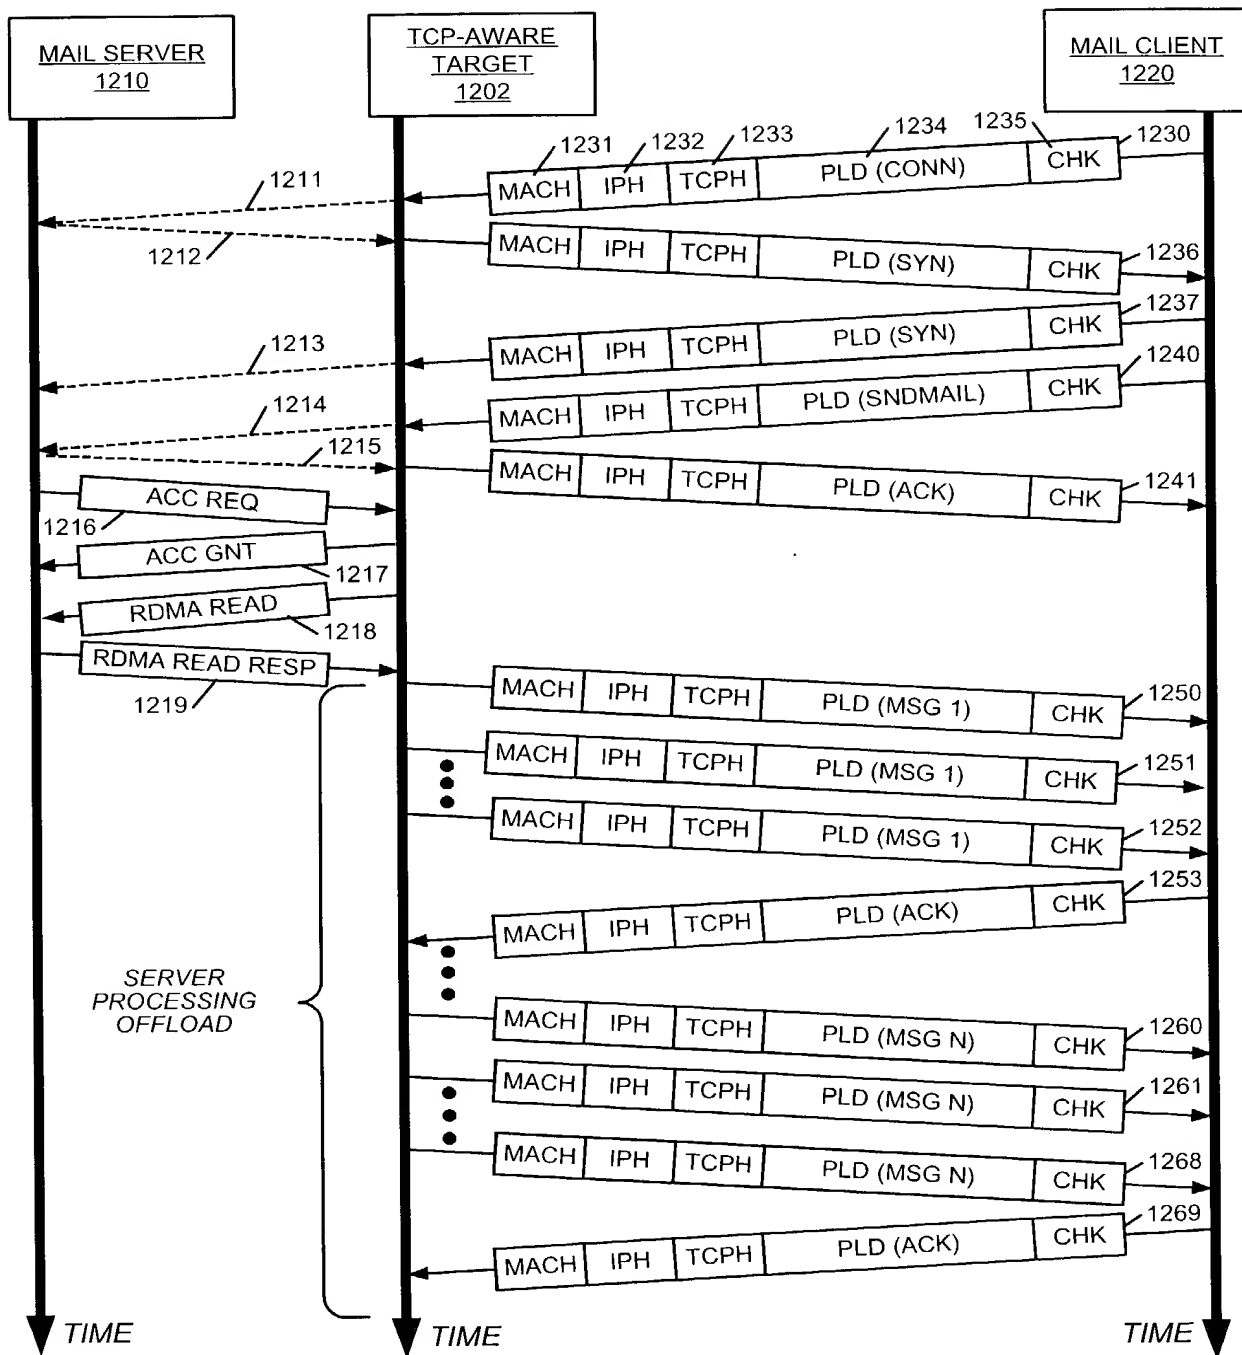 MAIL SERVER
1210
TCP-AWARE
TARGET
1202
MAIL CLIENT
1220
1231
1232
1233
1234
1235
1230
MACH IPH TCPH PLD (CONN) CHK
1211
1212
MACH IPH TCPH PLD (SYN) CHK
1236
1237
MACH IPH TCPH PLD (SYN) CHK
1213
1240
MACH IPH TCPH PLD (SNDMAIL) CHK
1214
1215
MACH IPH TCPH PLD (ACK) CHK
1241
ACC REQ
1216
ACC GNT
1217
RDMA READ
1218
RDMA READ RESP
1219
MACH IPH TCPH PLD (MSG 1) CHK
1250
MACH IPH TCPH PLD (MSG 1) CHK
1251
MACH IPH TCPH PLD (MSG 1) CHK
1252
1253
MACH IPH TCPH PLD (ACK) CHK
SERVER
PROCESSING
OFFLOAD
MACH IPH TCPH PLD (MSG N) CHK
1260
MACH IPH TCPH PLD (MSG N) CHK
1261
MACH IPH TCPH PLD (MSG N) CHK
1268
1269
MACH IPH TCPH PLD (ACK) CHK
TIME
TIME
TIME